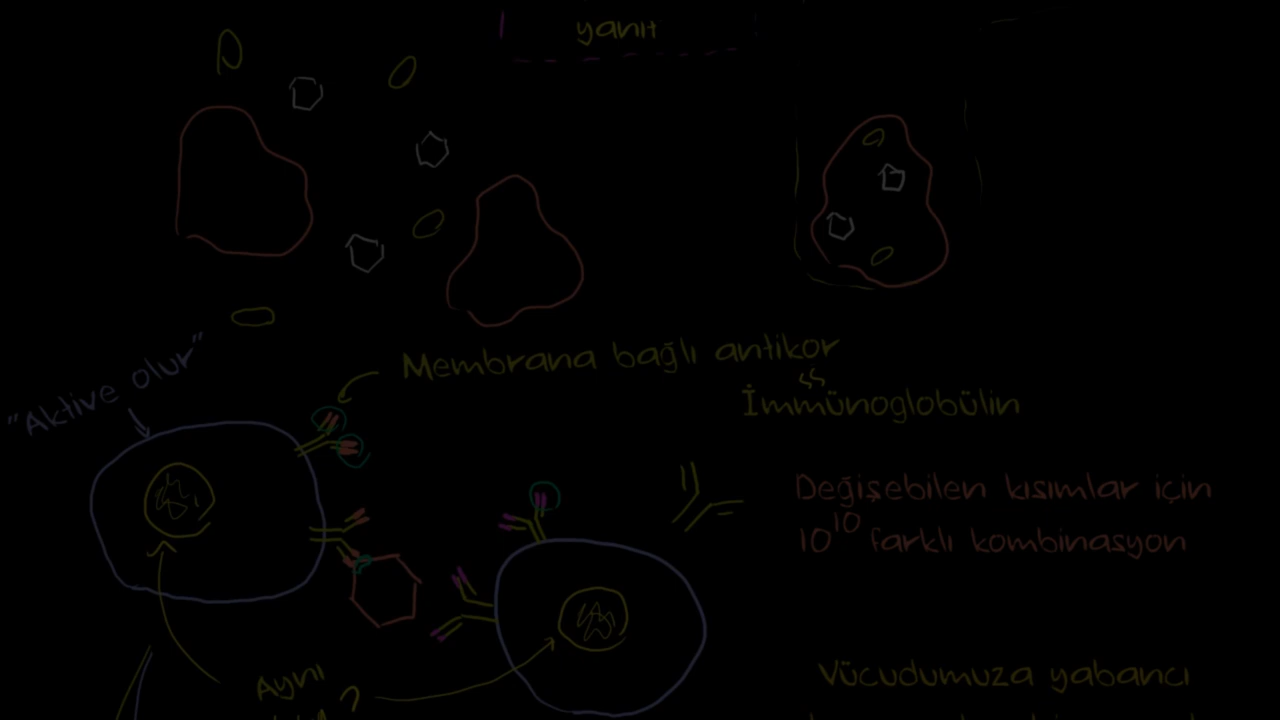 yanıt
"Aktive olur"
Membrana bağlı antikor
İmmünoglobülin
Değişebilen kısımlar için
10¹⁰ farklı kombinasyon
Aynı
?
Vücudumuza yabancı